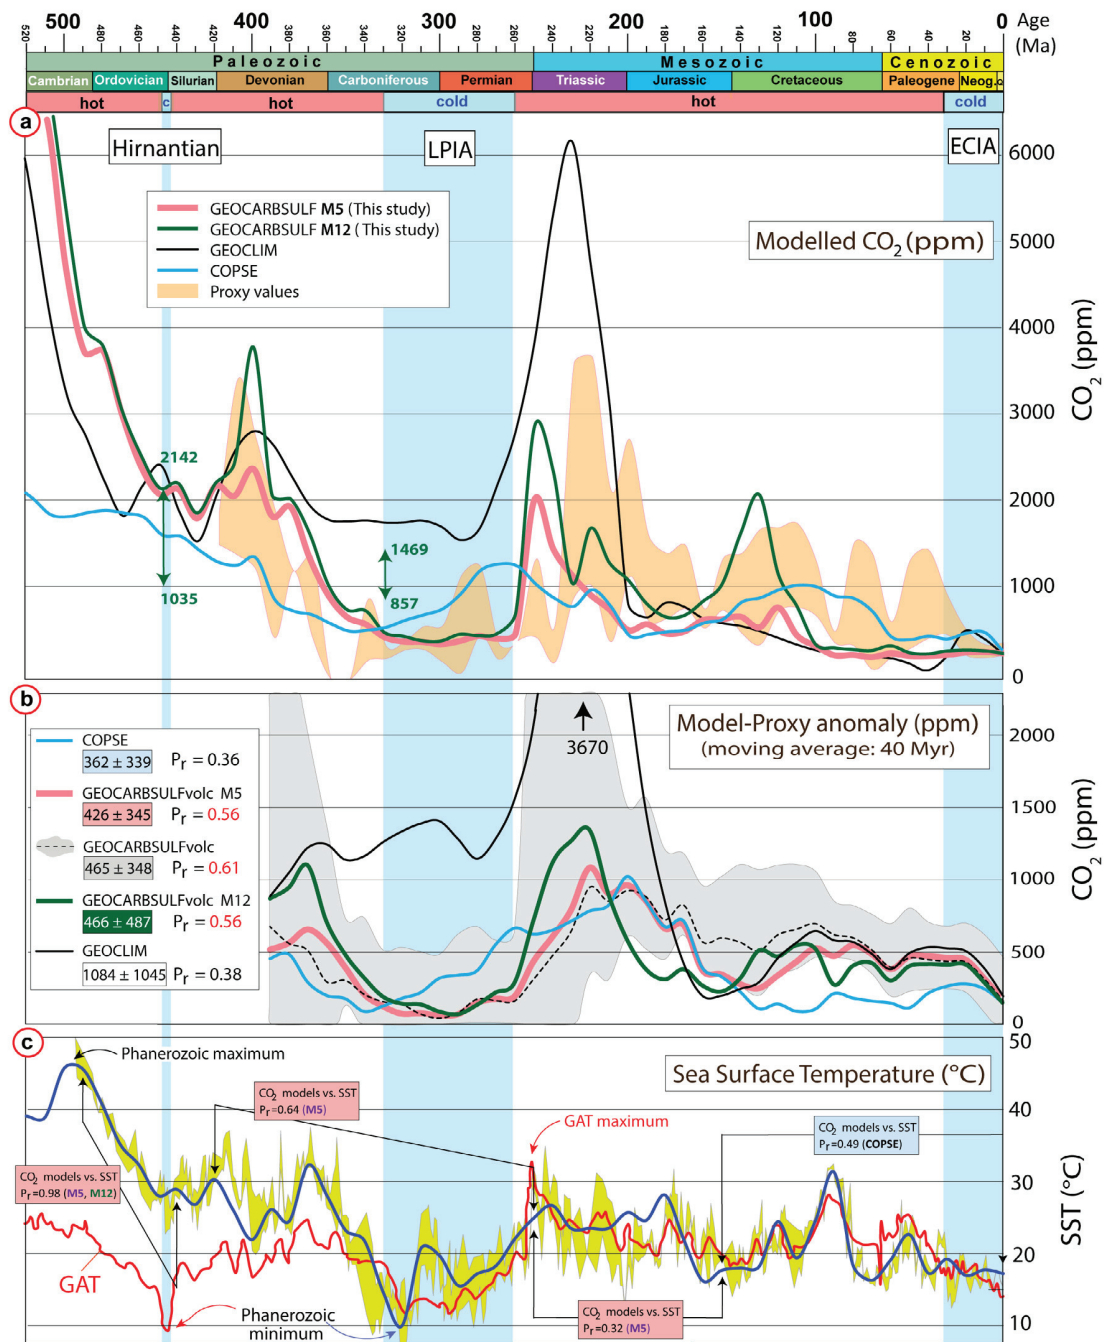 500 400 300 200 100 0 Age
520 480 460 440 420 380 360 340 320 280 260 240 220 180 160 140 120 80 60 40 20 (Ma)
Paleozoic Mesozoic Cenozoic
Cambrian Ordovician Silurian Devonian Carboniferous Permian Triassic Jurassic Cretaceous Paleogene Neog. Q
hot c hot cold hot cold
a
Hirnantian LPIA ECIA
GEOCARBSULF M5 (This study)
GEOCARBSULF M12 (This study)
GEOCLIM
COPSE
Proxy values
Modelled CO₂ (ppm)
6000
5000
4000
3000
2000
1000
0
CO₂ (ppm)
2142
1035
1469
857
b
COPSE
362 ± 339 Pr = 0.36
GEOCARBSULFvolc M5
426 ± 345 Pr = 0.56
GEOCARBSULFvolc
465 ± 348 Pr = 0.61
GEOCARBSULFvolc M12
466 ± 487 Pr = 0.56
GEOCLIM
1084 ± 1045 Pr = 0.38
3670
Model-Proxy anomaly (ppm)
(moving average: 40 Myr)
2000
1500
1000
500
0
CO₂ (ppm)
c
Phanerozoic maximum
Sea Surface Temperature (°C)
CO₂ models vs. SST
Pr=0.64 (M5)
GAT maximum
CO₂ models vs. SST
Pr=0.49 (COPSE)
CO₂ models vs. SST
Pr=0.98 (M5, M12)
GAT
Phanerozoic
minimum
CO₂ models vs. SST
Pr=0.32 (M5)
50
40
30
20
10
SST (°C)